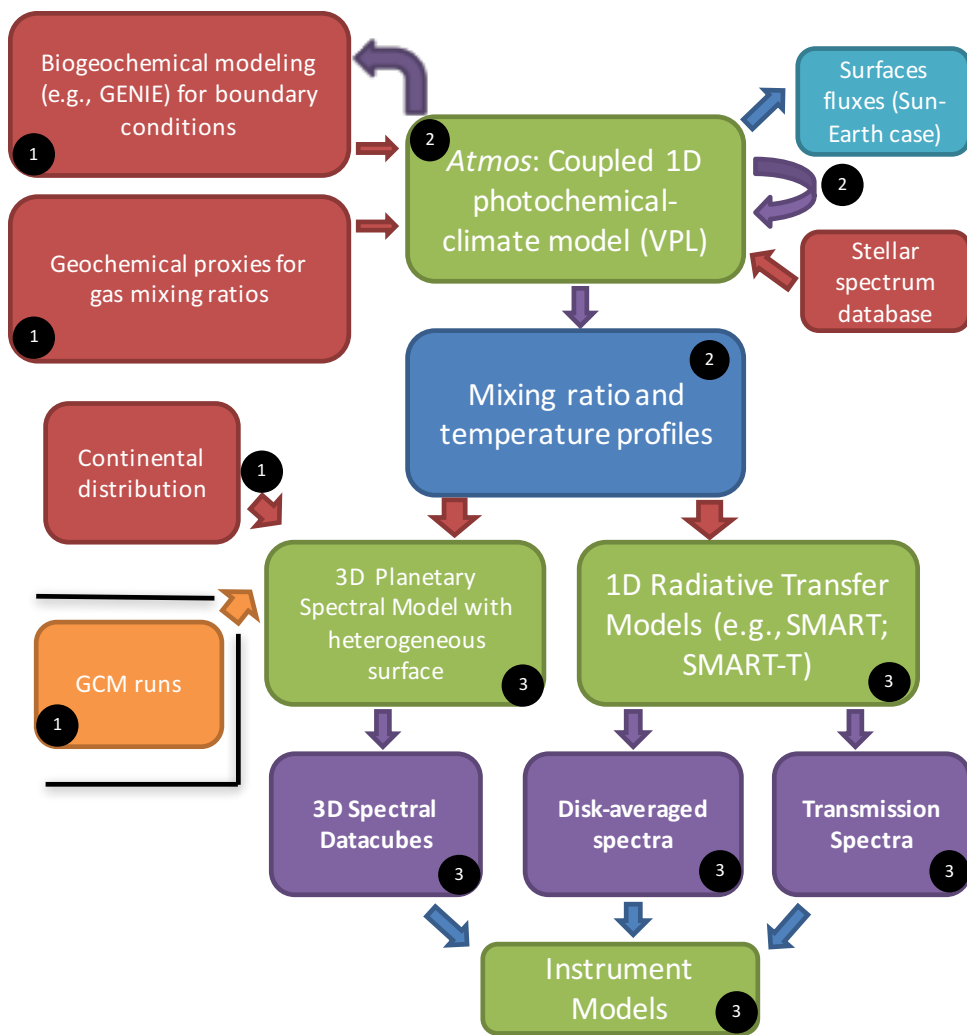 Biogeochemical modeling
(e.g., GENIE) for boundary
conditions
1
Geochemical proxies for
gas mixing ratios
1
2
Atmos: Coupled 1D
photochemical-
climate model (VPL)
Surfaces
fluxes (Sun-
Earth case)
2
Stellar
spectrum
database
2
Mixing ratio and
temperature profiles
Continental
distribution
1
GCM runs
1
3D Planetary
Spectral Model with
heterogeneous
surface
3
1D Radiative Transfer
Models (e.g., SMART;
SMART-T)
3
3D Spectral
Datacubes
3
Disk-averaged
spectra
3
Transmission
Spectra
3
Instrument
Models
3